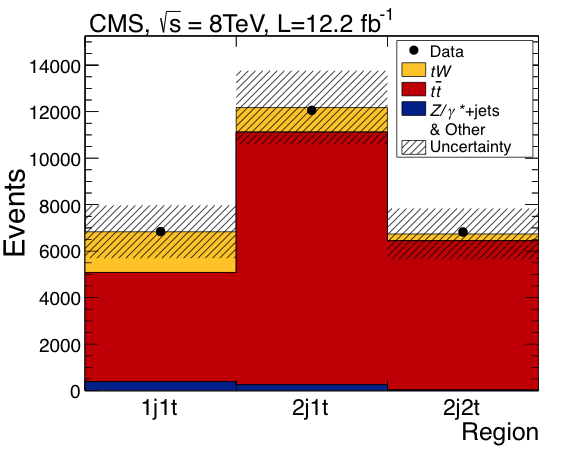 CMS, √s = 8TeV, L=12.2 fb⁻¹
Events
14000
12000
10000
8000
6000
4000
2000
0
Data
tW
tt̄
Z/γ*+jets
& Other
Uncertainty
1j1t 2j1t 2j2t
Region